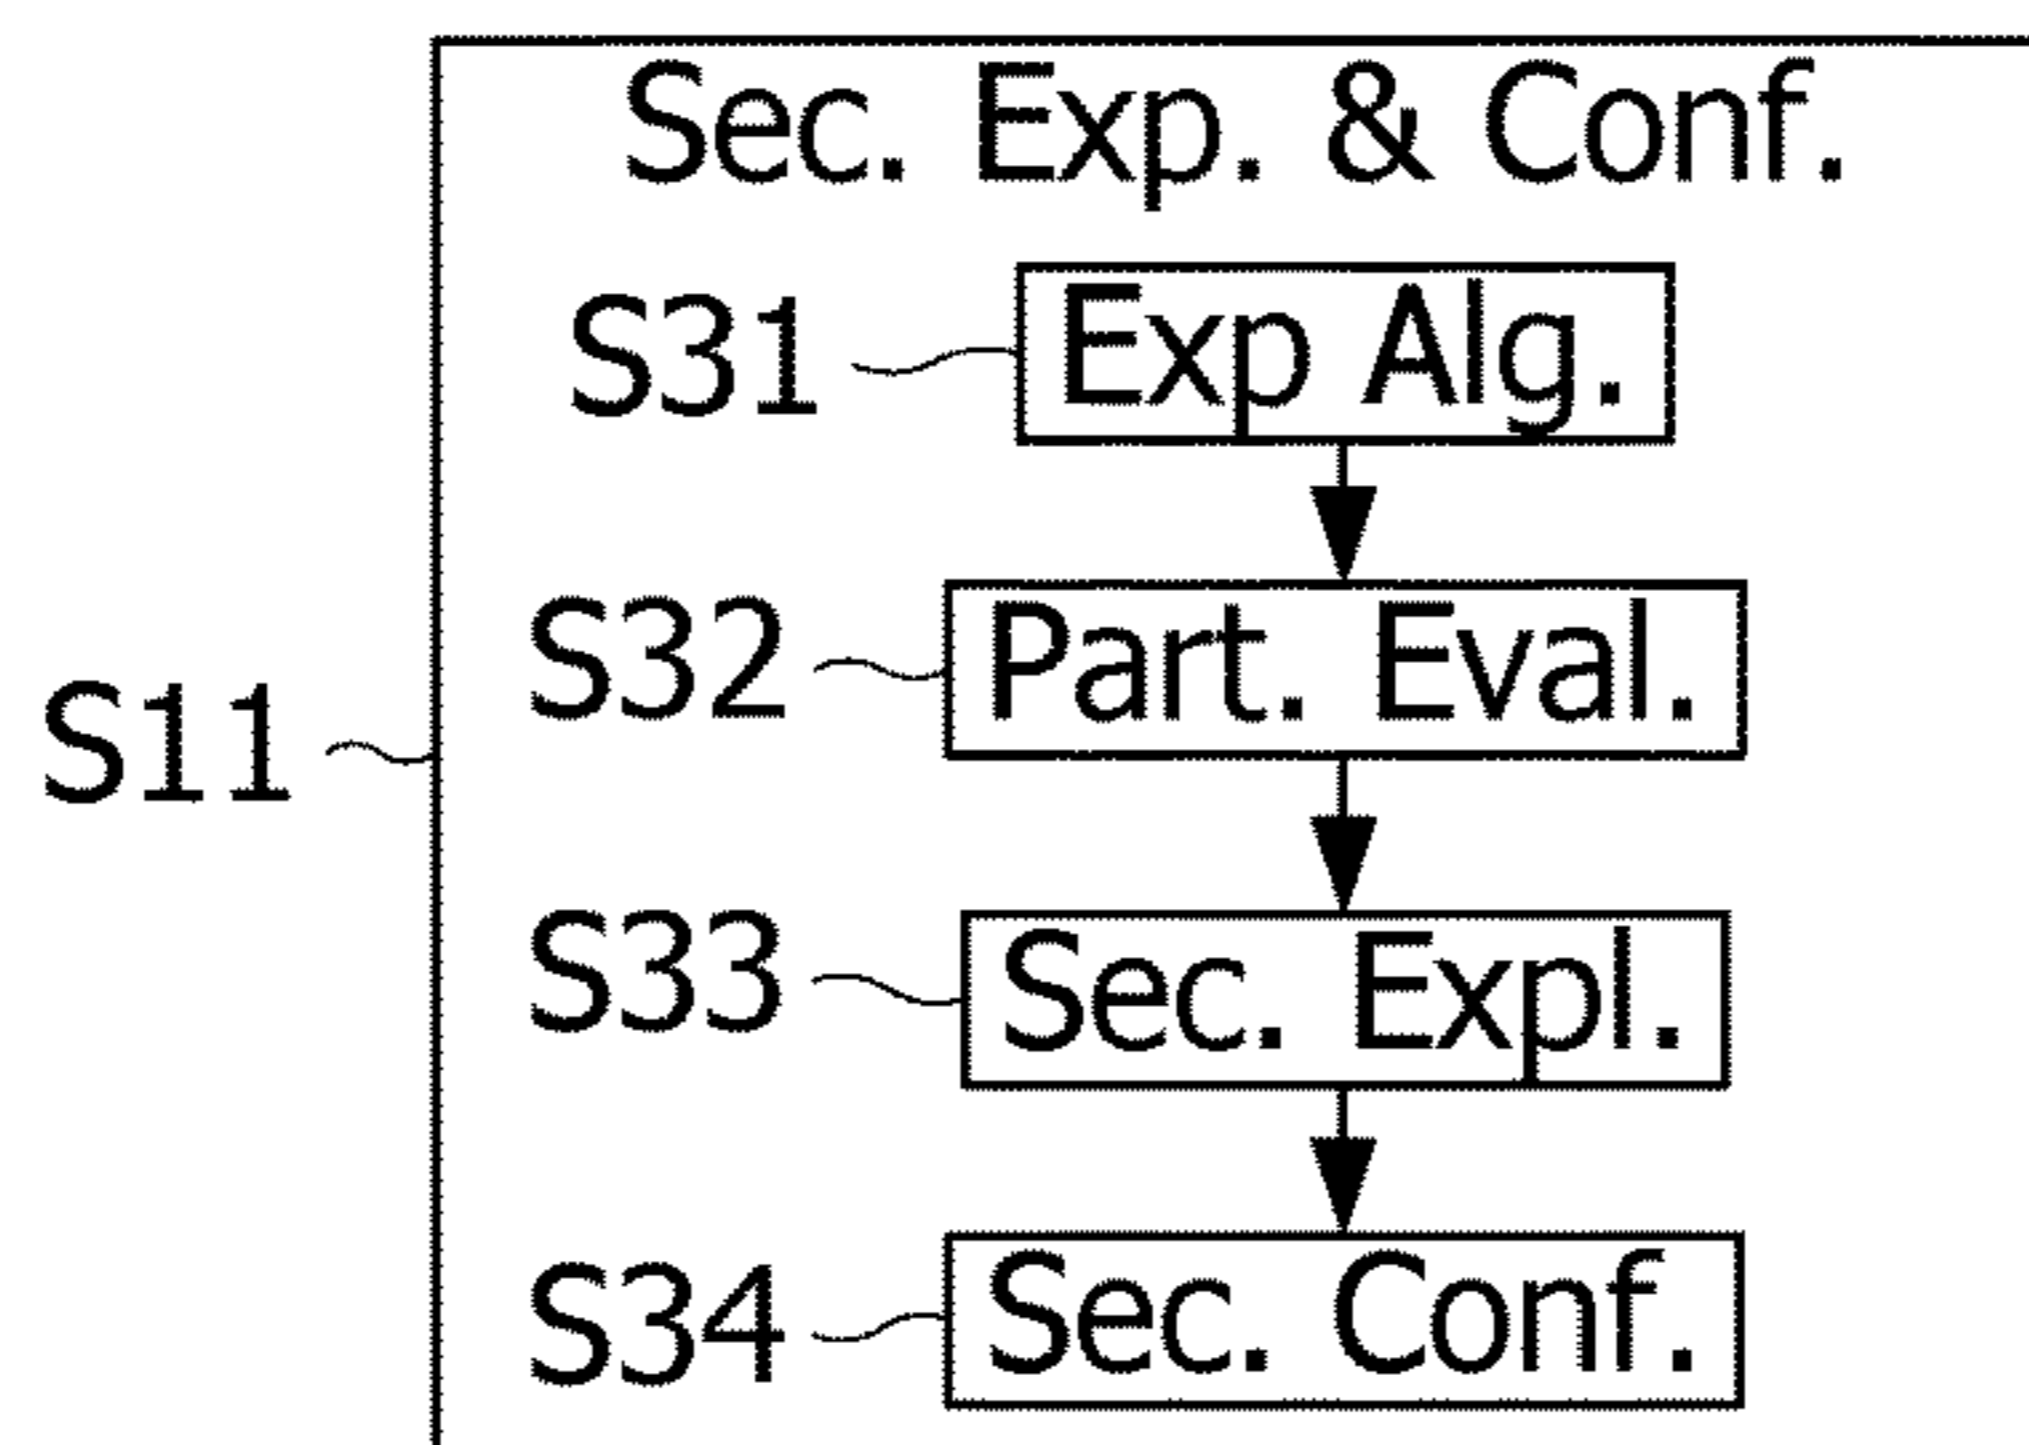 Sec. Exp. & Conf.
S31 Exp Alg.
S32 Part. Eval.
S11
S33 Sec. Expl.
S34 Sec. Conf.